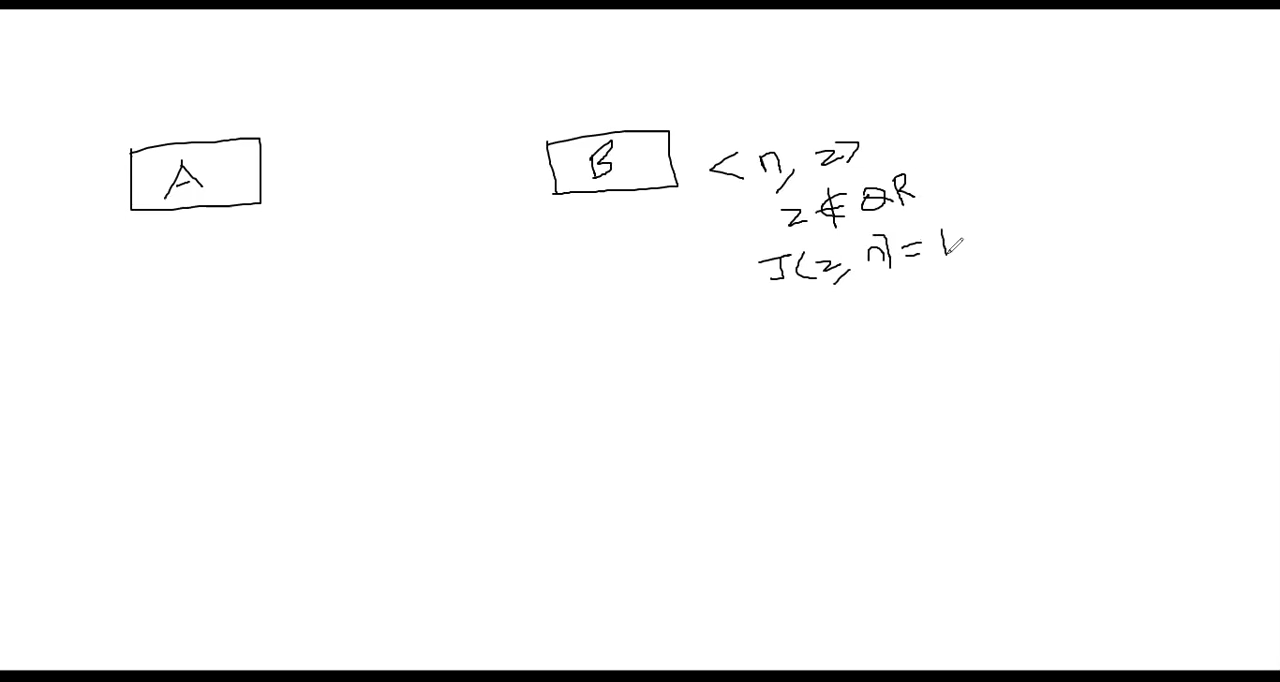 A
B
< n, z>
z ∉ QR
J(z, n) = 1